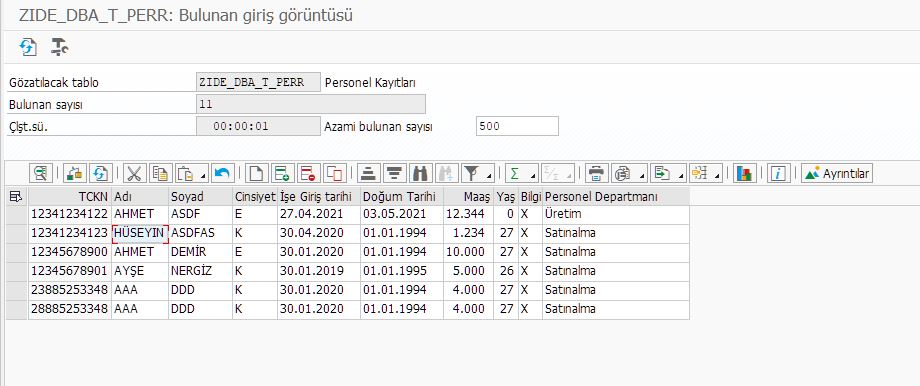 ZIDE_DBA_T_PERR: Bulunan giriş görüntüsü
Gözatılacak tablo ZIDE_DBA_T_PERR Personel Kayıtları
Bulunan sayısı 11
Çlşt.sü. 00:00:01 Azami bulunan sayısı 500
Ayrıntılar
TCKN Adı Soyad Cinsiyet İşe Giriş tarihi Doğum Tarihi Maaş Yaş Bilgi Personel Departmanı
12341234122 AHMET ASDF E 27.04.2021 03.05.2021 12.344 0 X Üretim
12341234123 HÜSEYIN ASDFAS K 30.04.2020 01.01.1994 1.234 27 X Satınalma
12345678900 AHMET DEMİR E 30.01.2020 01.01.1994 10.000 27 X Satınalma
12345678901 AYŞE NERGİZ K 30.01.2019 01.01.1995 5.000 26 X Satınalma
23885253348 AAA DDD K 30.01.2020 01.01.1994 4.000 27 X Satınalma
28885253348 AAA DDD K 30.01.2020 01.01.1994 4.000 27 X Satınalma